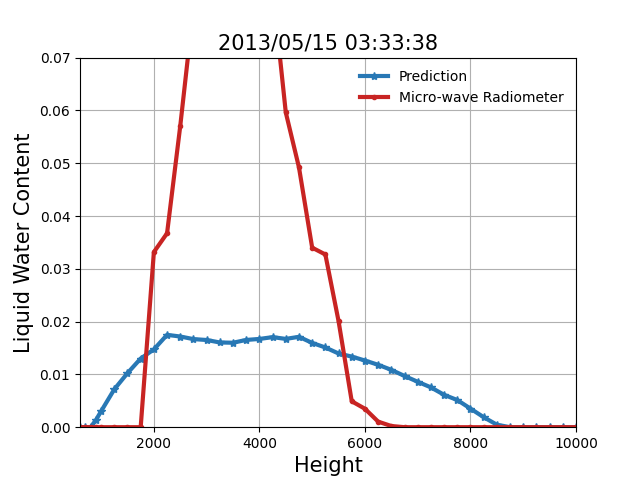 2013/05/15 03:33:38
Prediction
Micro-wave Radiometer
Liquid Water Content
0.07
0.06
0.05
0.04
0.03
0.02
0.01
0.00
2000 4000 6000 8000 10000
Height